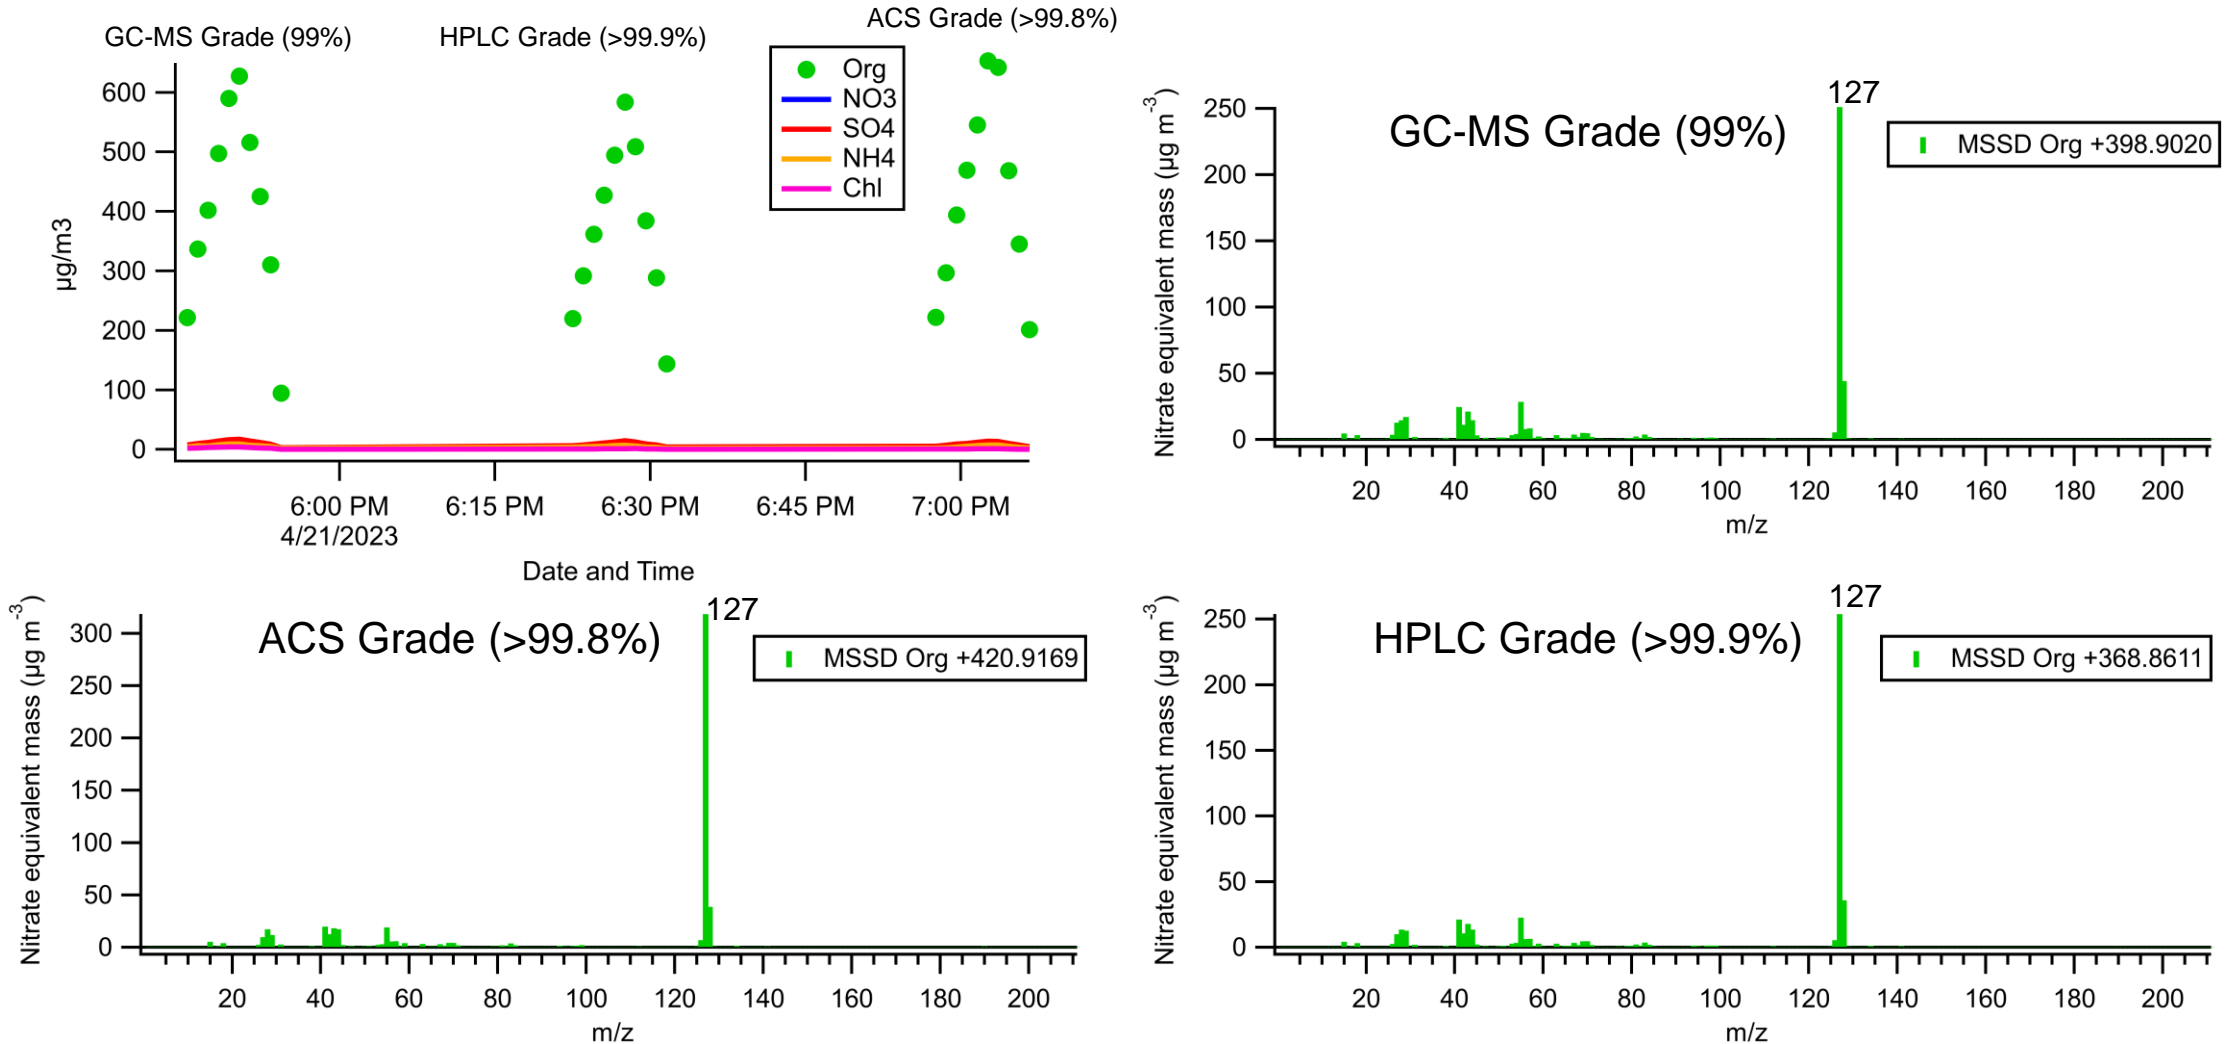 GC-MS Grade (99%)
HPLC Grade (>99.9%)
ACS Grade (>99.8%)
Org
NO3
SO4
NH4
Chl
µg/m3
600
500
400
300
200
100
0
6:00 PM
4/21/2023
6:15 PM
6:30 PM
6:45 PM
7:00 PM
Date and Time
Nitrate equivalent mass (µg m-3)
250
200
150
100
50
0
127
GC-MS Grade (99%)
MSSD Org +398.9020
20 40 60 80 100 120 140 160 180 200
m/z
Nitrate equivalent mass (µg m-3)
300
250
200
150
100
50
0
127
ACS Grade (>99.8%)
MSSD Org +420.9169
20 40 60 80 100 120 140 160 180 200
m/z
Nitrate equivalent mass (µg m-3)
250
200
150
100
50
0
127
HPLC Grade (>99.9%)
MSSD Org +368.8611
20 40 60 80 100 120 140 160 180 200
m/z